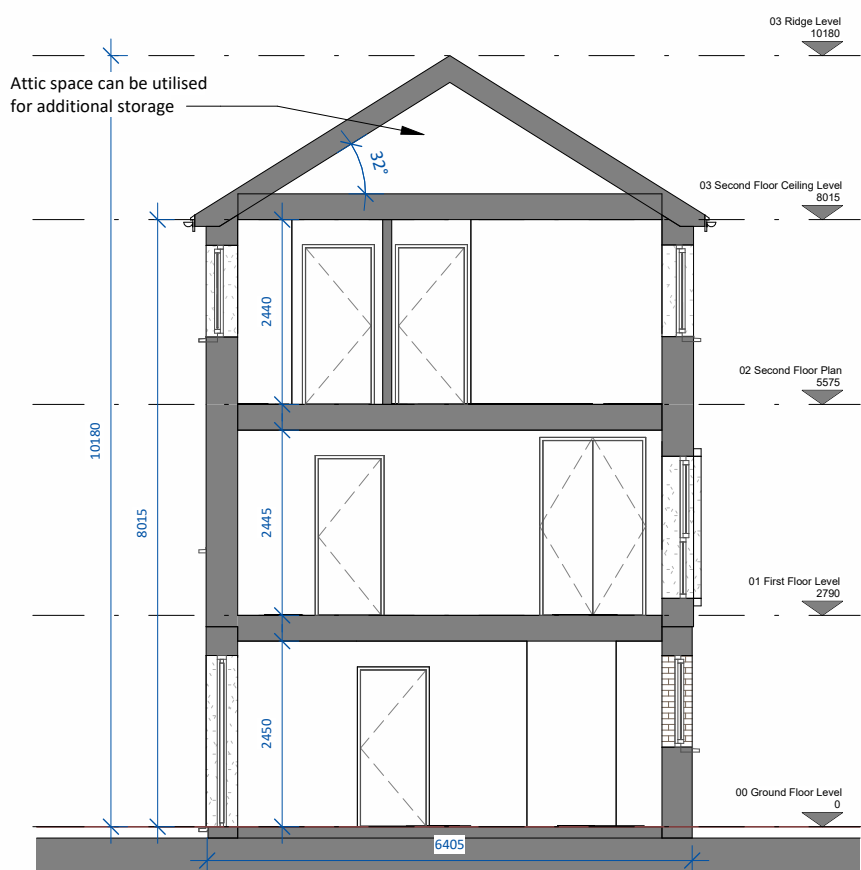 03 Ridge Level
10180
Attic space can be utilised
for additional storage
32°
03 Second Floor Ceiling Level
8015
2440
02 Second Floor Plan
5575
10180
8015
2445
01 First Floor Level
2790
2450
00 Ground Floor Level
0
6405